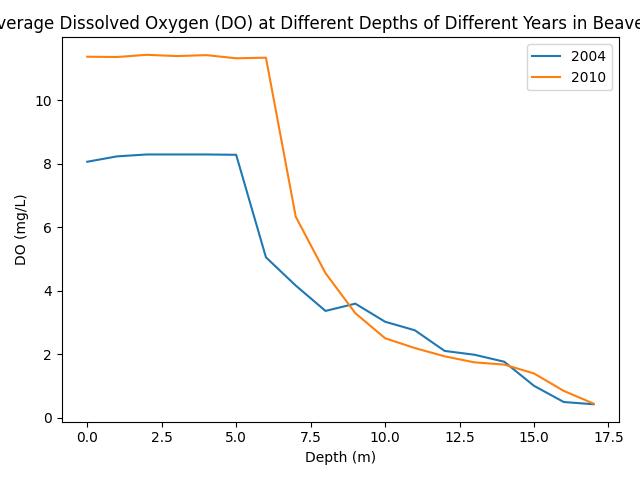 verage Dissolved Oxygen (DO) at Different Depths of Different Years in Beave
2004
2010
10
8
6
4
2
0
DO (mg/L)
0.0 2.5 5.0 7.5 10.0 12.5 15.0 17.5
Depth (m)